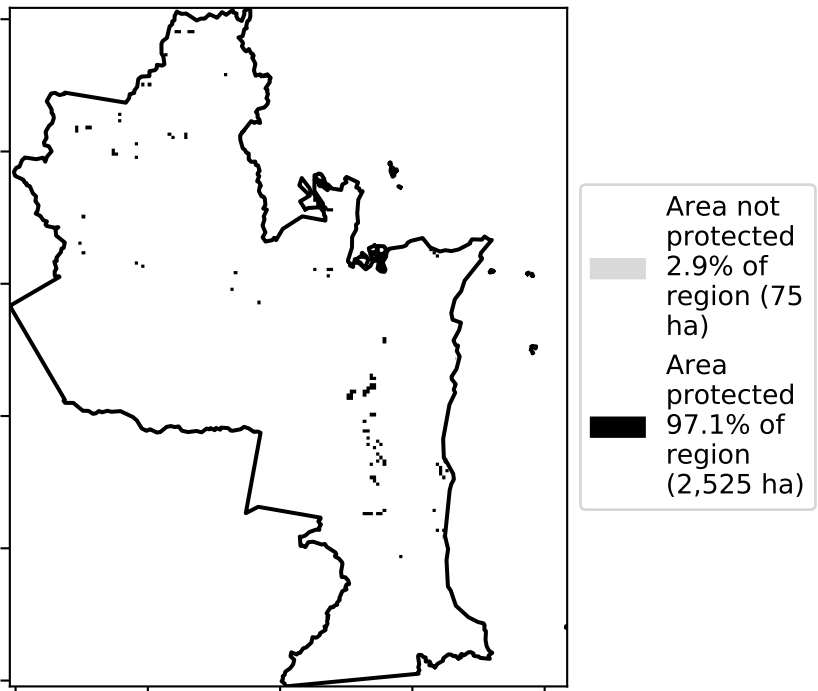 Area not
protected
2.9% of
region (75
ha)
Area
protected
97.1% of
region
(2,525 ha)